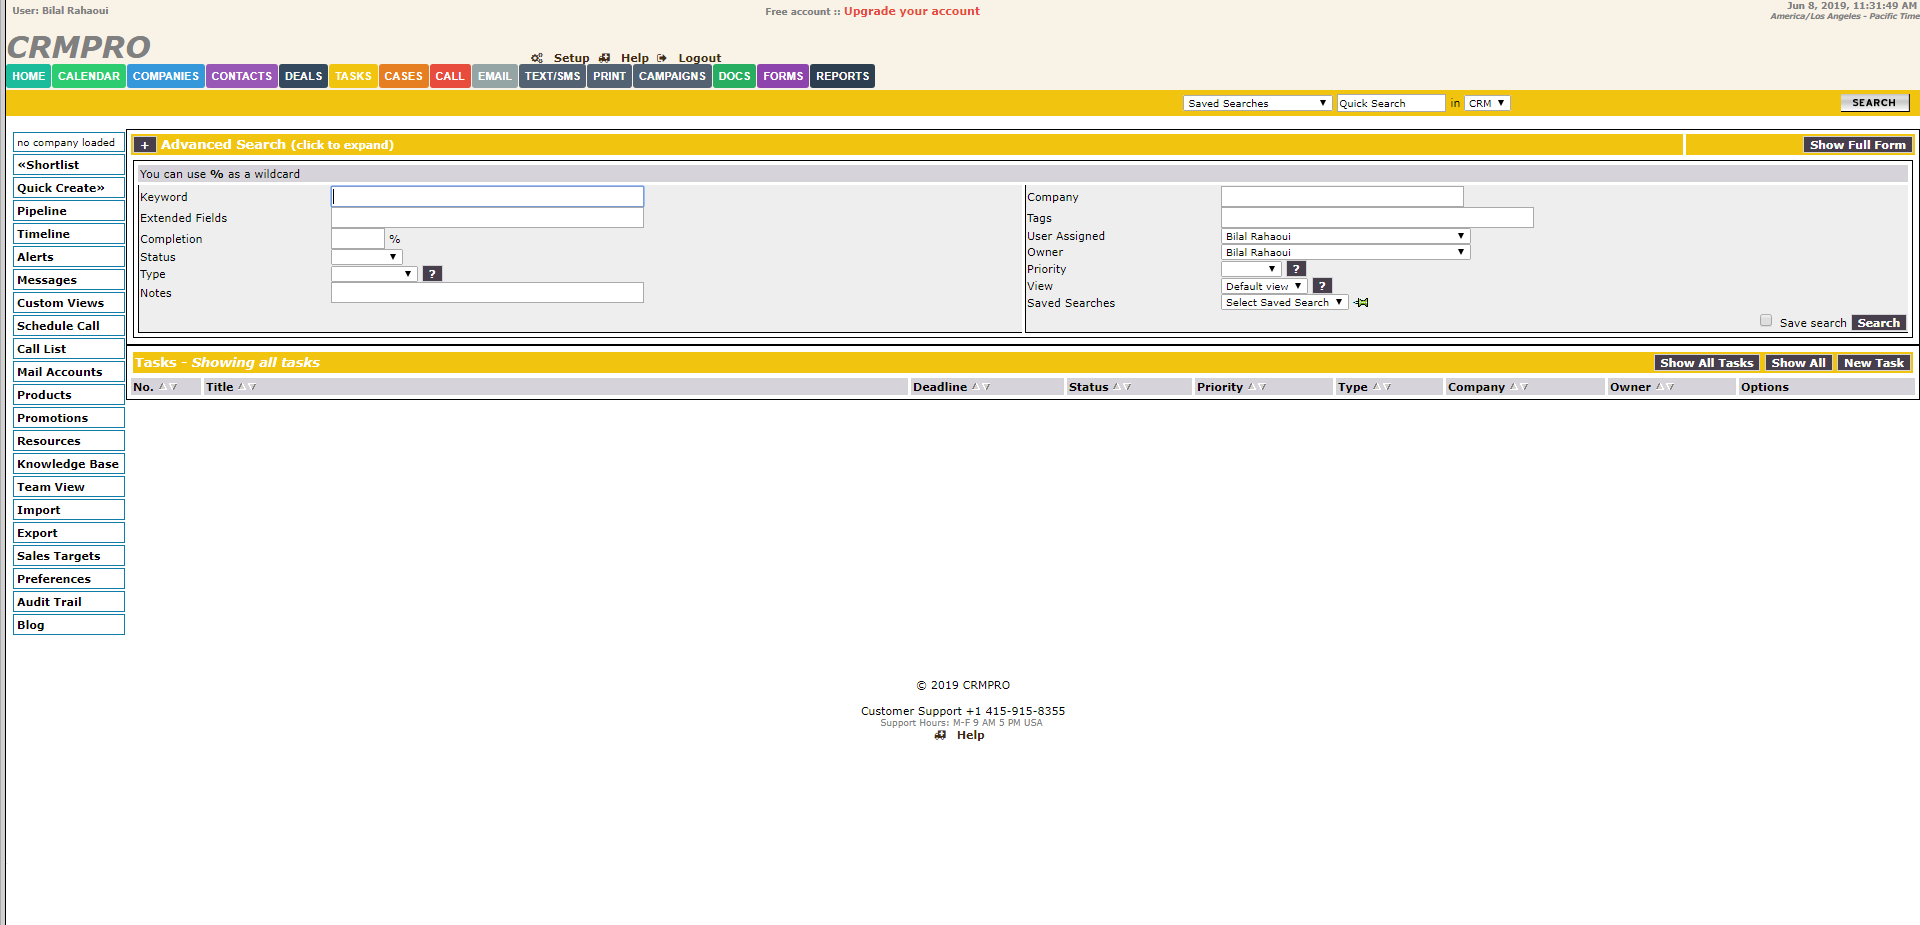 User: Bilal Rahaoui
Free account :: Upgrade your account
Jun 8, 2019, 11:31:49 AM
America/Los Angeles - Pacific Time
CRMPRO
Setup Help Logout
HOME CALENDAR COMPANIES CONTACTS DEALS TASKS CASES CALL EMAIL TEXT/SMS PRINT CAMPAIGNS DOCS FORMS REPORTS
Saved Searches Quick Search in CRM SEARCH
no company loaded
«Shortlist
Quick Create»
Pipeline
Timeline
Alerts
Messages
Custom Views
Schedule Call
Call List
Mail Accounts
Products
Promotions
Resources
Knowledge Base
Team View
Import
Export
Sales Targets
Preferences
Audit Trail
Blog
+ Advanced Search (click to expand) Show Full Form
You can use % as a wildcard
Keyword
Extended Fields
Completion %
Status
Type ?
Notes
Company
Tags
User Assigned Bilal Rahaoui
Owner Bilal Rahaoui
Priority ?
View Default view ?
Saved Searches Select Saved Search
Save search Search
Tasks - Showing all tasks Show All Tasks Show All New Task
No. Title Deadline Status Priority Type Company Owner Options
© 2019 CRMPRO
Customer Support +1 415-915-8355
Support Hours: M-F 9 AM 5 PM USA
Help